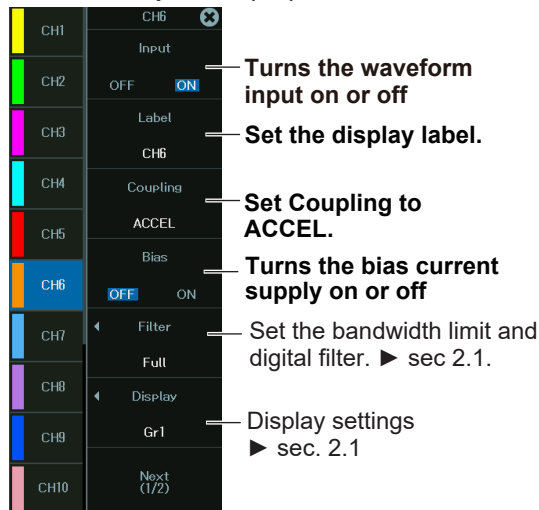 CH1
CH2
CH3
CH4
CH5
CH6
CH7
CH8
CH9
CH10
CH6
Input
OFF ON
Label
CH6
Coupling
ACCEL
Bias
OFF ON
Filter
Full
Display
Gr1
Next
(1/2)
Turns the waveform
input on or off
Set the display label.
Set Coupling to
ACCEL.
Turns the bias current
supply on or off
Set the bandwidth limit and
digital filter. ► sec 2.1.
Display settings
► sec. 2.1